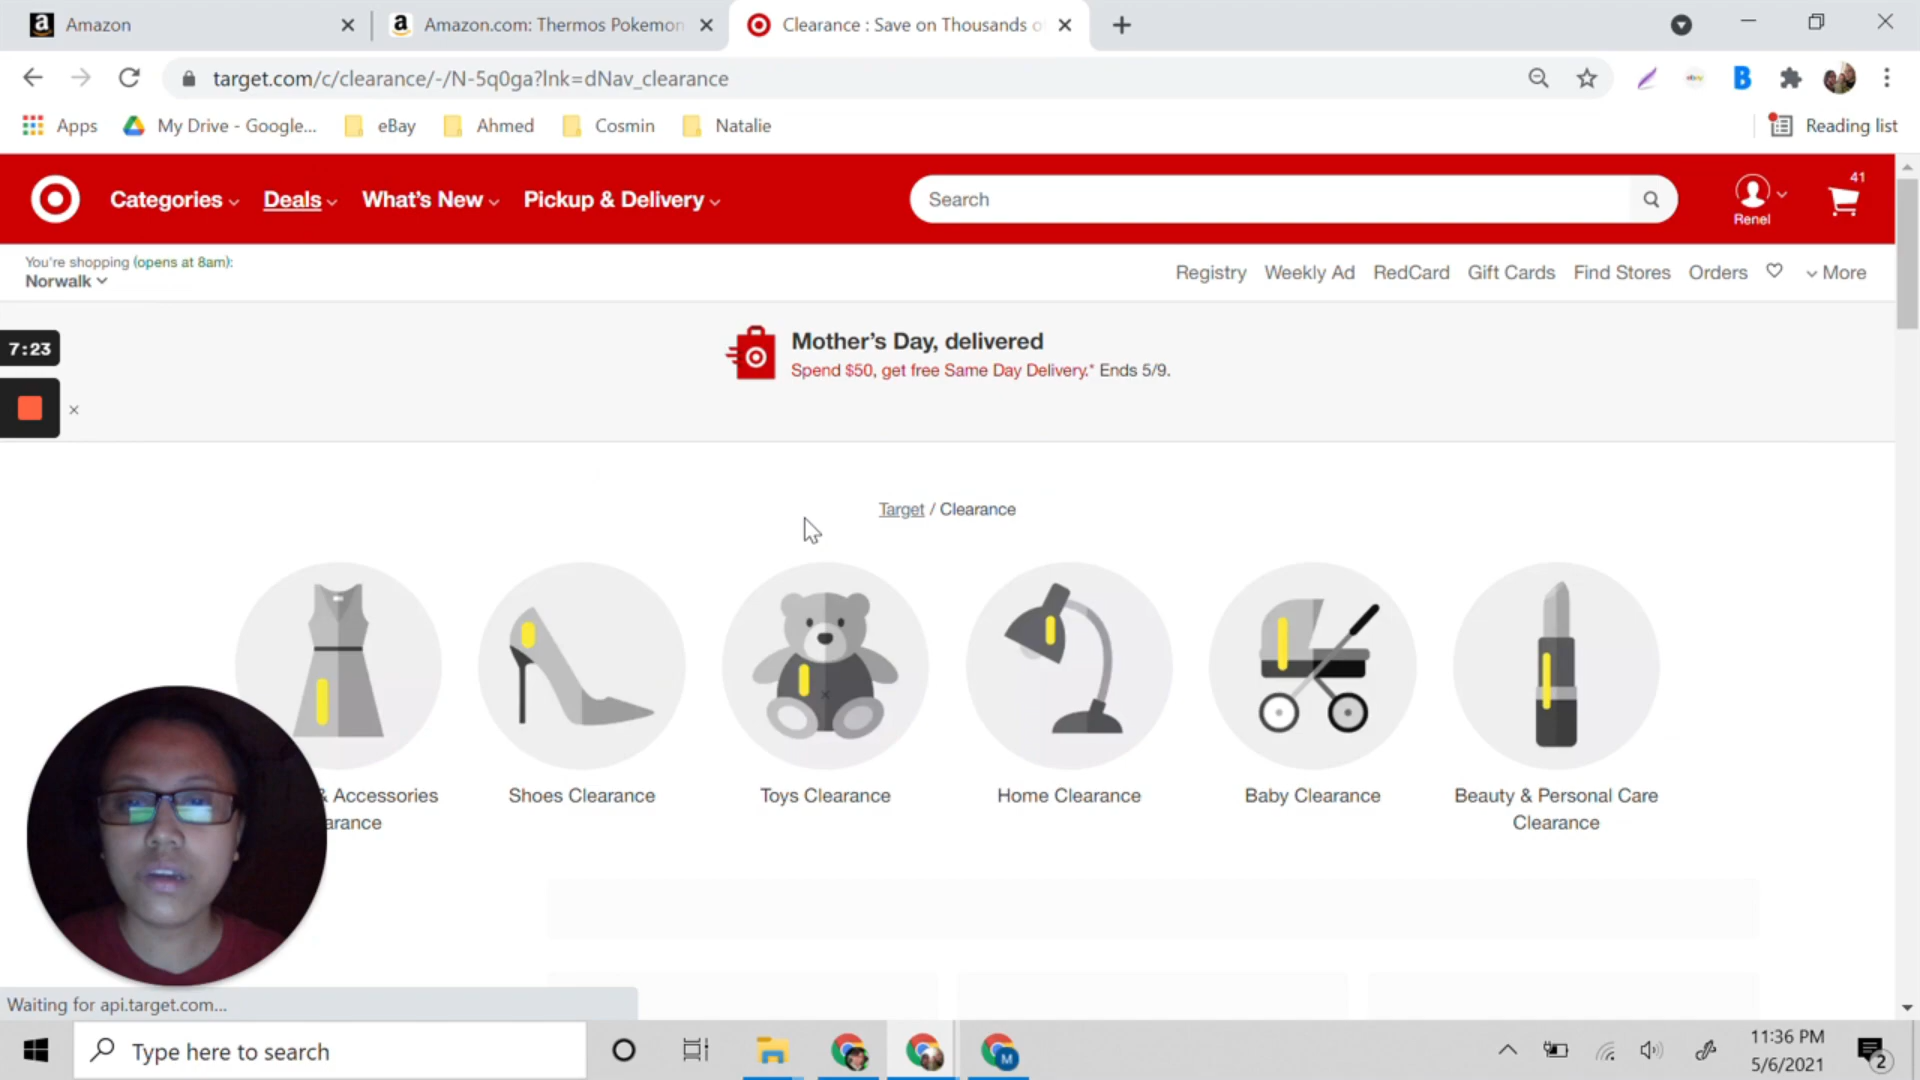 Amazon
Amazon.com: Thermos Pokemon
Clearance : Save on Thousands o
target.com/c/clearance/-/N-5q0ga?lnk=dNav_clearance
Apps
My Drive - Google...
eBay
Ahmed
Cosmin
Natalie
Reading list
Categories
Deals
What's New
Pickup & Delivery
Search
Renel
41
You're shopping (opens at 8am):
Norwalk
Registry
Weekly Ad
RedCard
Gift Cards
Find Stores
Orders
More
7:23
Mother's Day, delivered
Spend $50, get free Same Day Delivery.* Ends 5/9.
Target / Clearance
& Accessories
arance
Shoes Clearance
Toys Clearance
Home Clearance
Baby Clearance
Beauty & Personal Care
Clearance
Waiting for api.target.com...
Type here to search
M
11:36 PM
5/6/2021
2